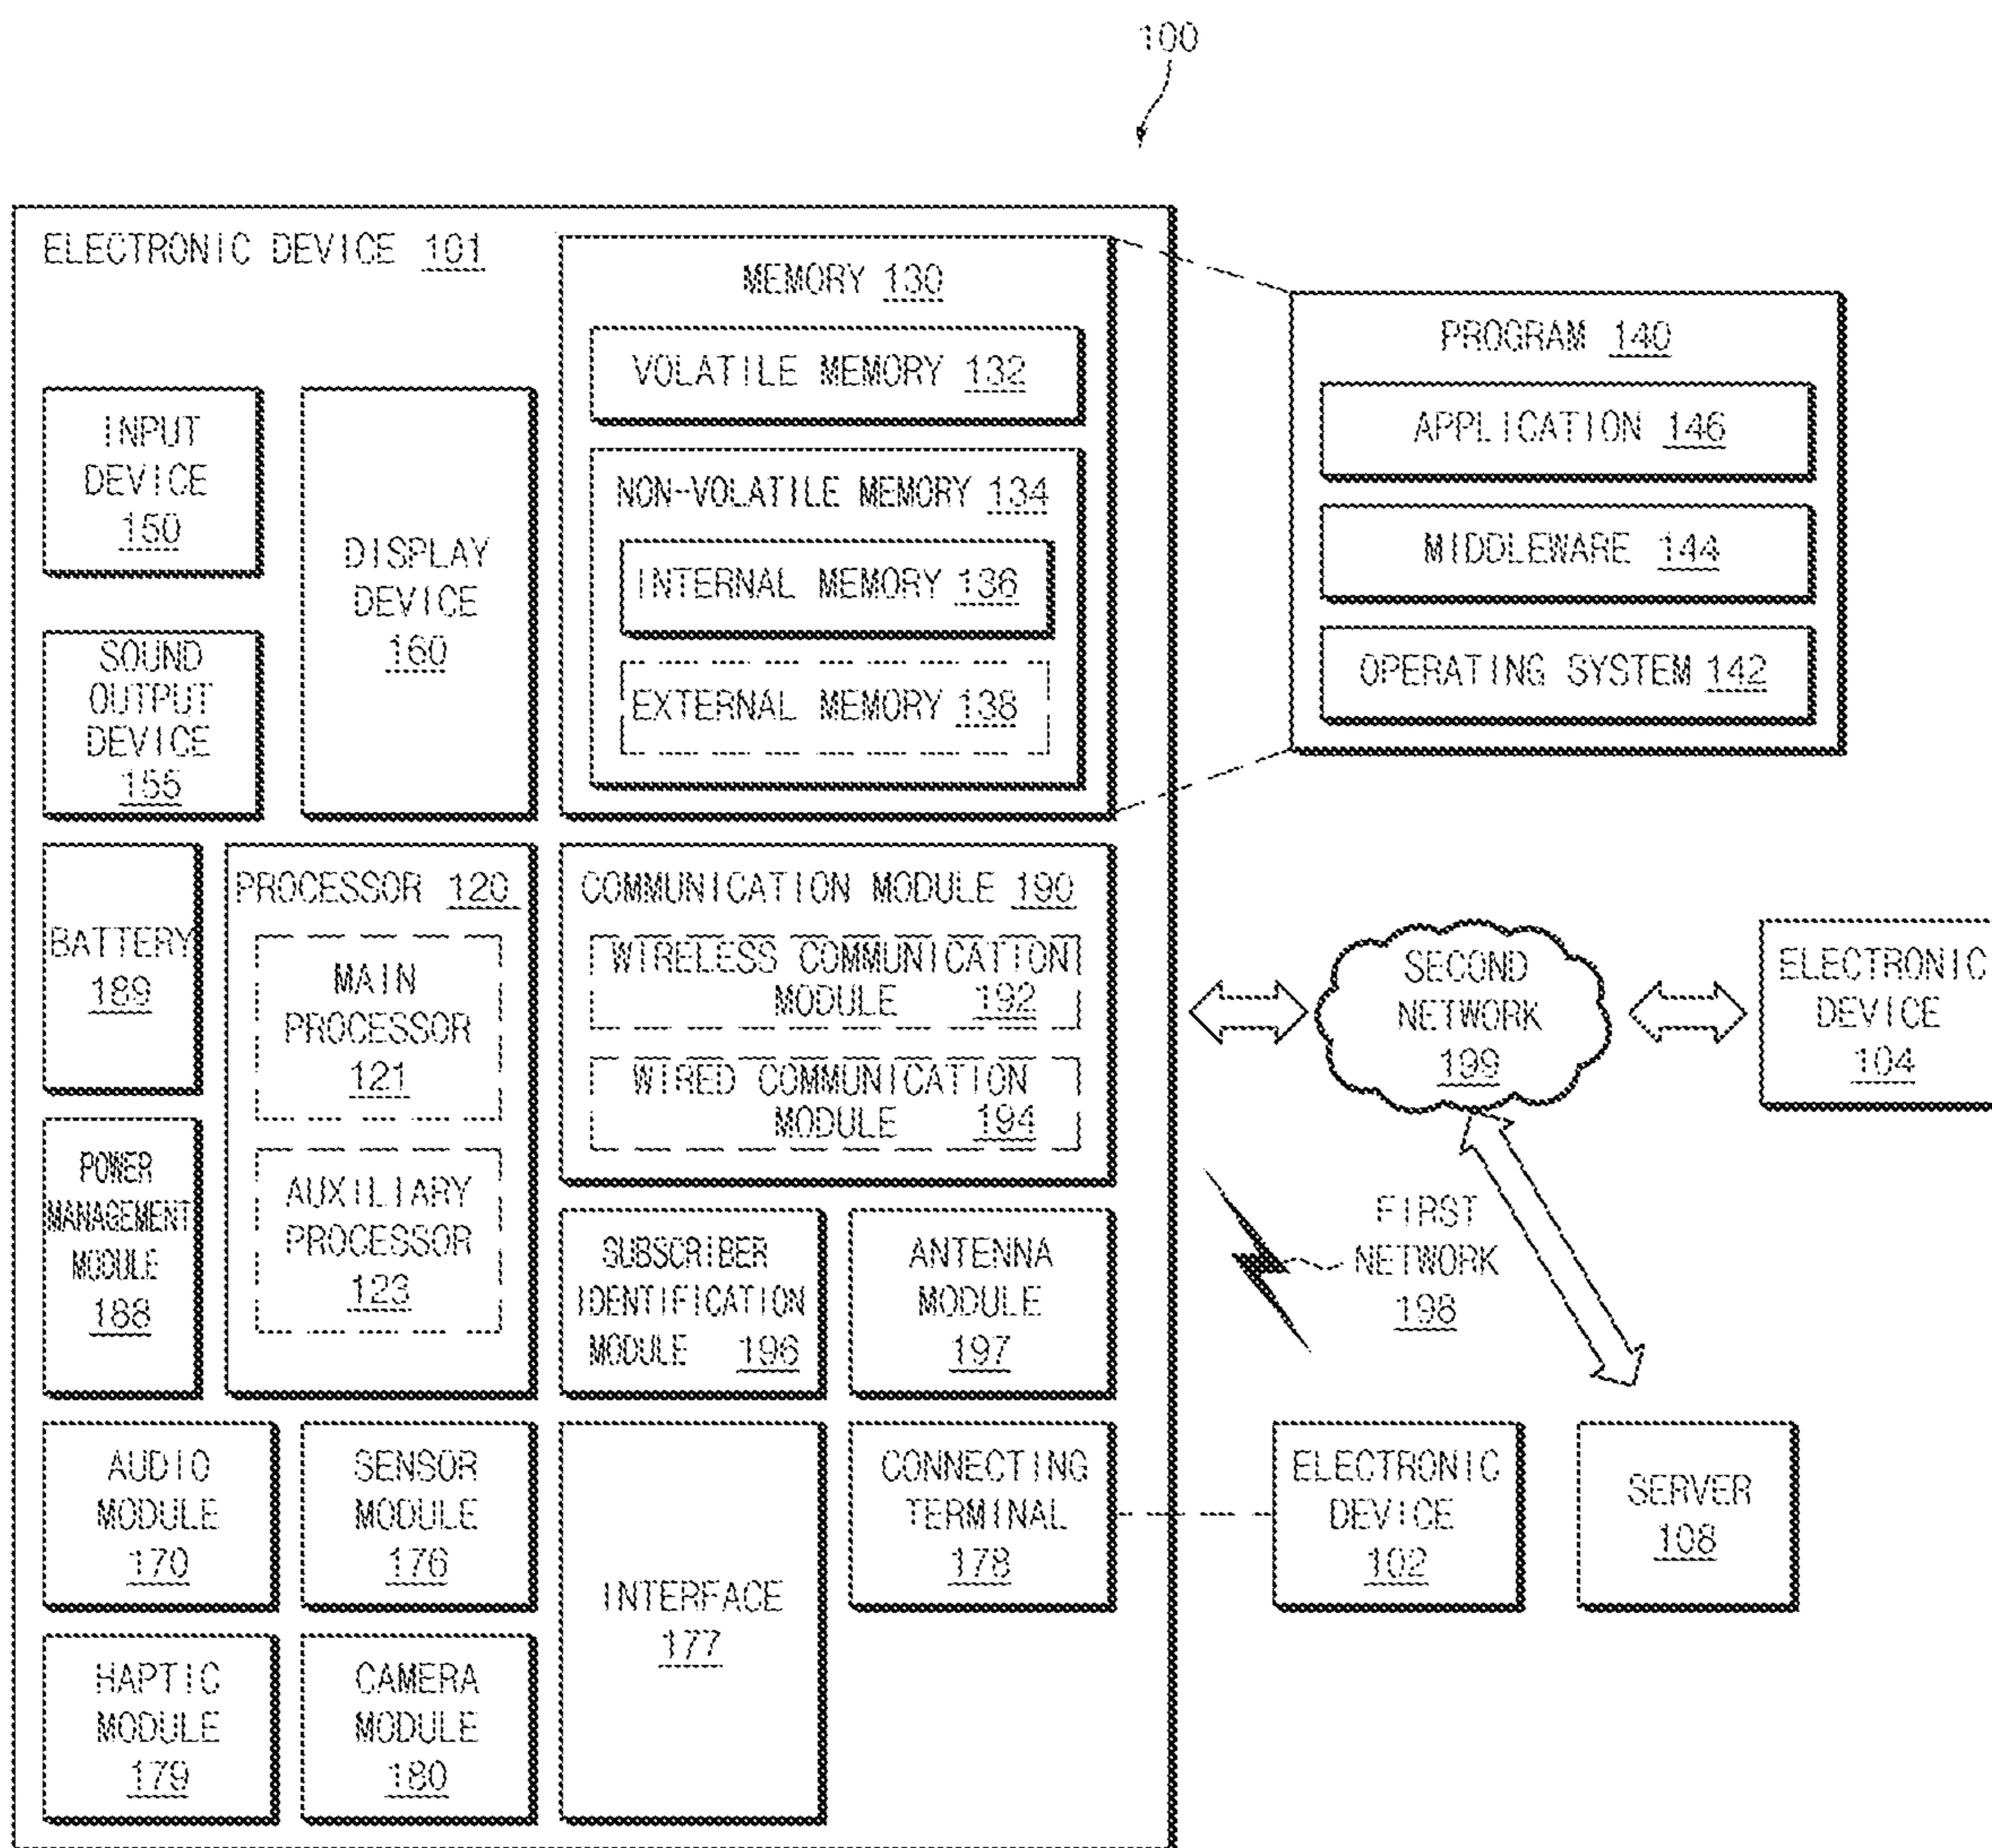 100
ELECTRONIC DEVICE 101
MEMORY 130
VOLATILE MEMORY 132
NON-VOLATILE MEMORY 134
INTERNAL MEMORY 136
EXTERNAL MEMORY 138
PROGRAM 140
APPLICATION 146
MIDDLEWARE 144
OPERATING SYSTEM 142
INPUT
DEVICE
150
SOUND
OUTPUT
DEVICE
155
DISPLAY
DEVICE
160
BATTERY
189
POWER
MANAGEMENT
MODULE
188
PROCESSOR 120
MAIN
PROCESSOR
121
AUXILIARY
PROCESSOR
123
COMMUNICATION MODULE 190
WIRELESS COMMUNICATION
MODULE 192
WIRED COMMUNICATION
MODULE 194
SUBSCRIBER
IDENTIFICATION
MODULE 196
ANTENNA
MODULE
197
SECOND
NETWORK
199
ELECTRONIC
DEVICE
104
FIRST
NETWORK
198
AUDIO
MODULE
170
SENSOR
MODULE
176
INTERFACE
177
CONNECTING
TERMINAL
178
ELECTRONIC
DEVICE
102
SERVER
108
HAPTIC
MODULE
179
CAMERA
MODULE
180